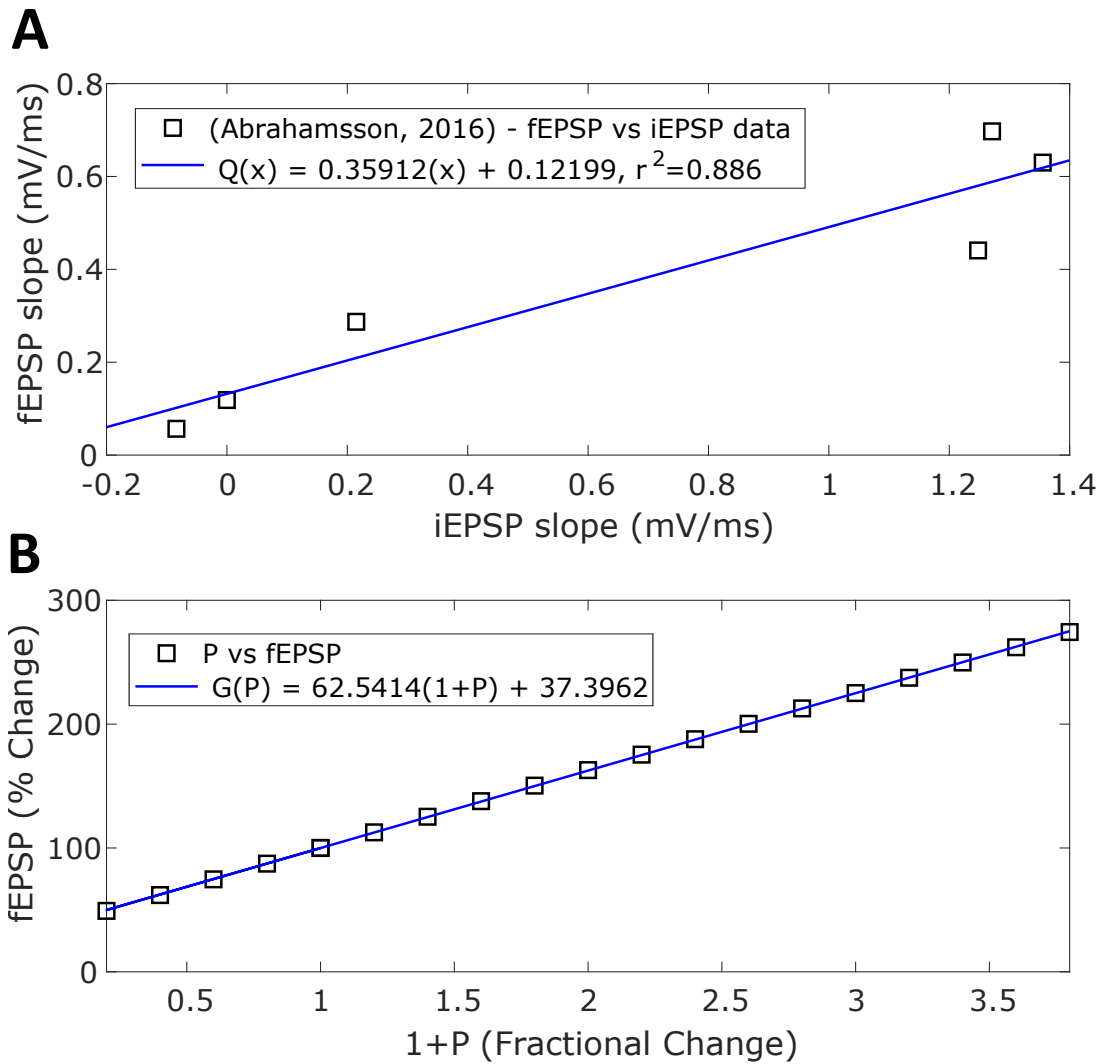 A
fEPSP slope (mV/ms)
0.8
0.6
0.4
0.2
0
(Abrahamsson, 2016) - fEPSP vs iEPSP data
Q(x) = 0.35912(x) + 0.12199, r²=0.886
-0.2 0 0.2 0.4 0.6 0.8 1 1.2 1.4
iEPSP slope (mV/ms)
B
fEPSP (% Change)
300
200
100
0
P vs fEPSP
G(P) = 62.5414(1+P) + 37.3962
0.5 1 1.5 2 2.5 3 3.5
1+P (Fractional Change)